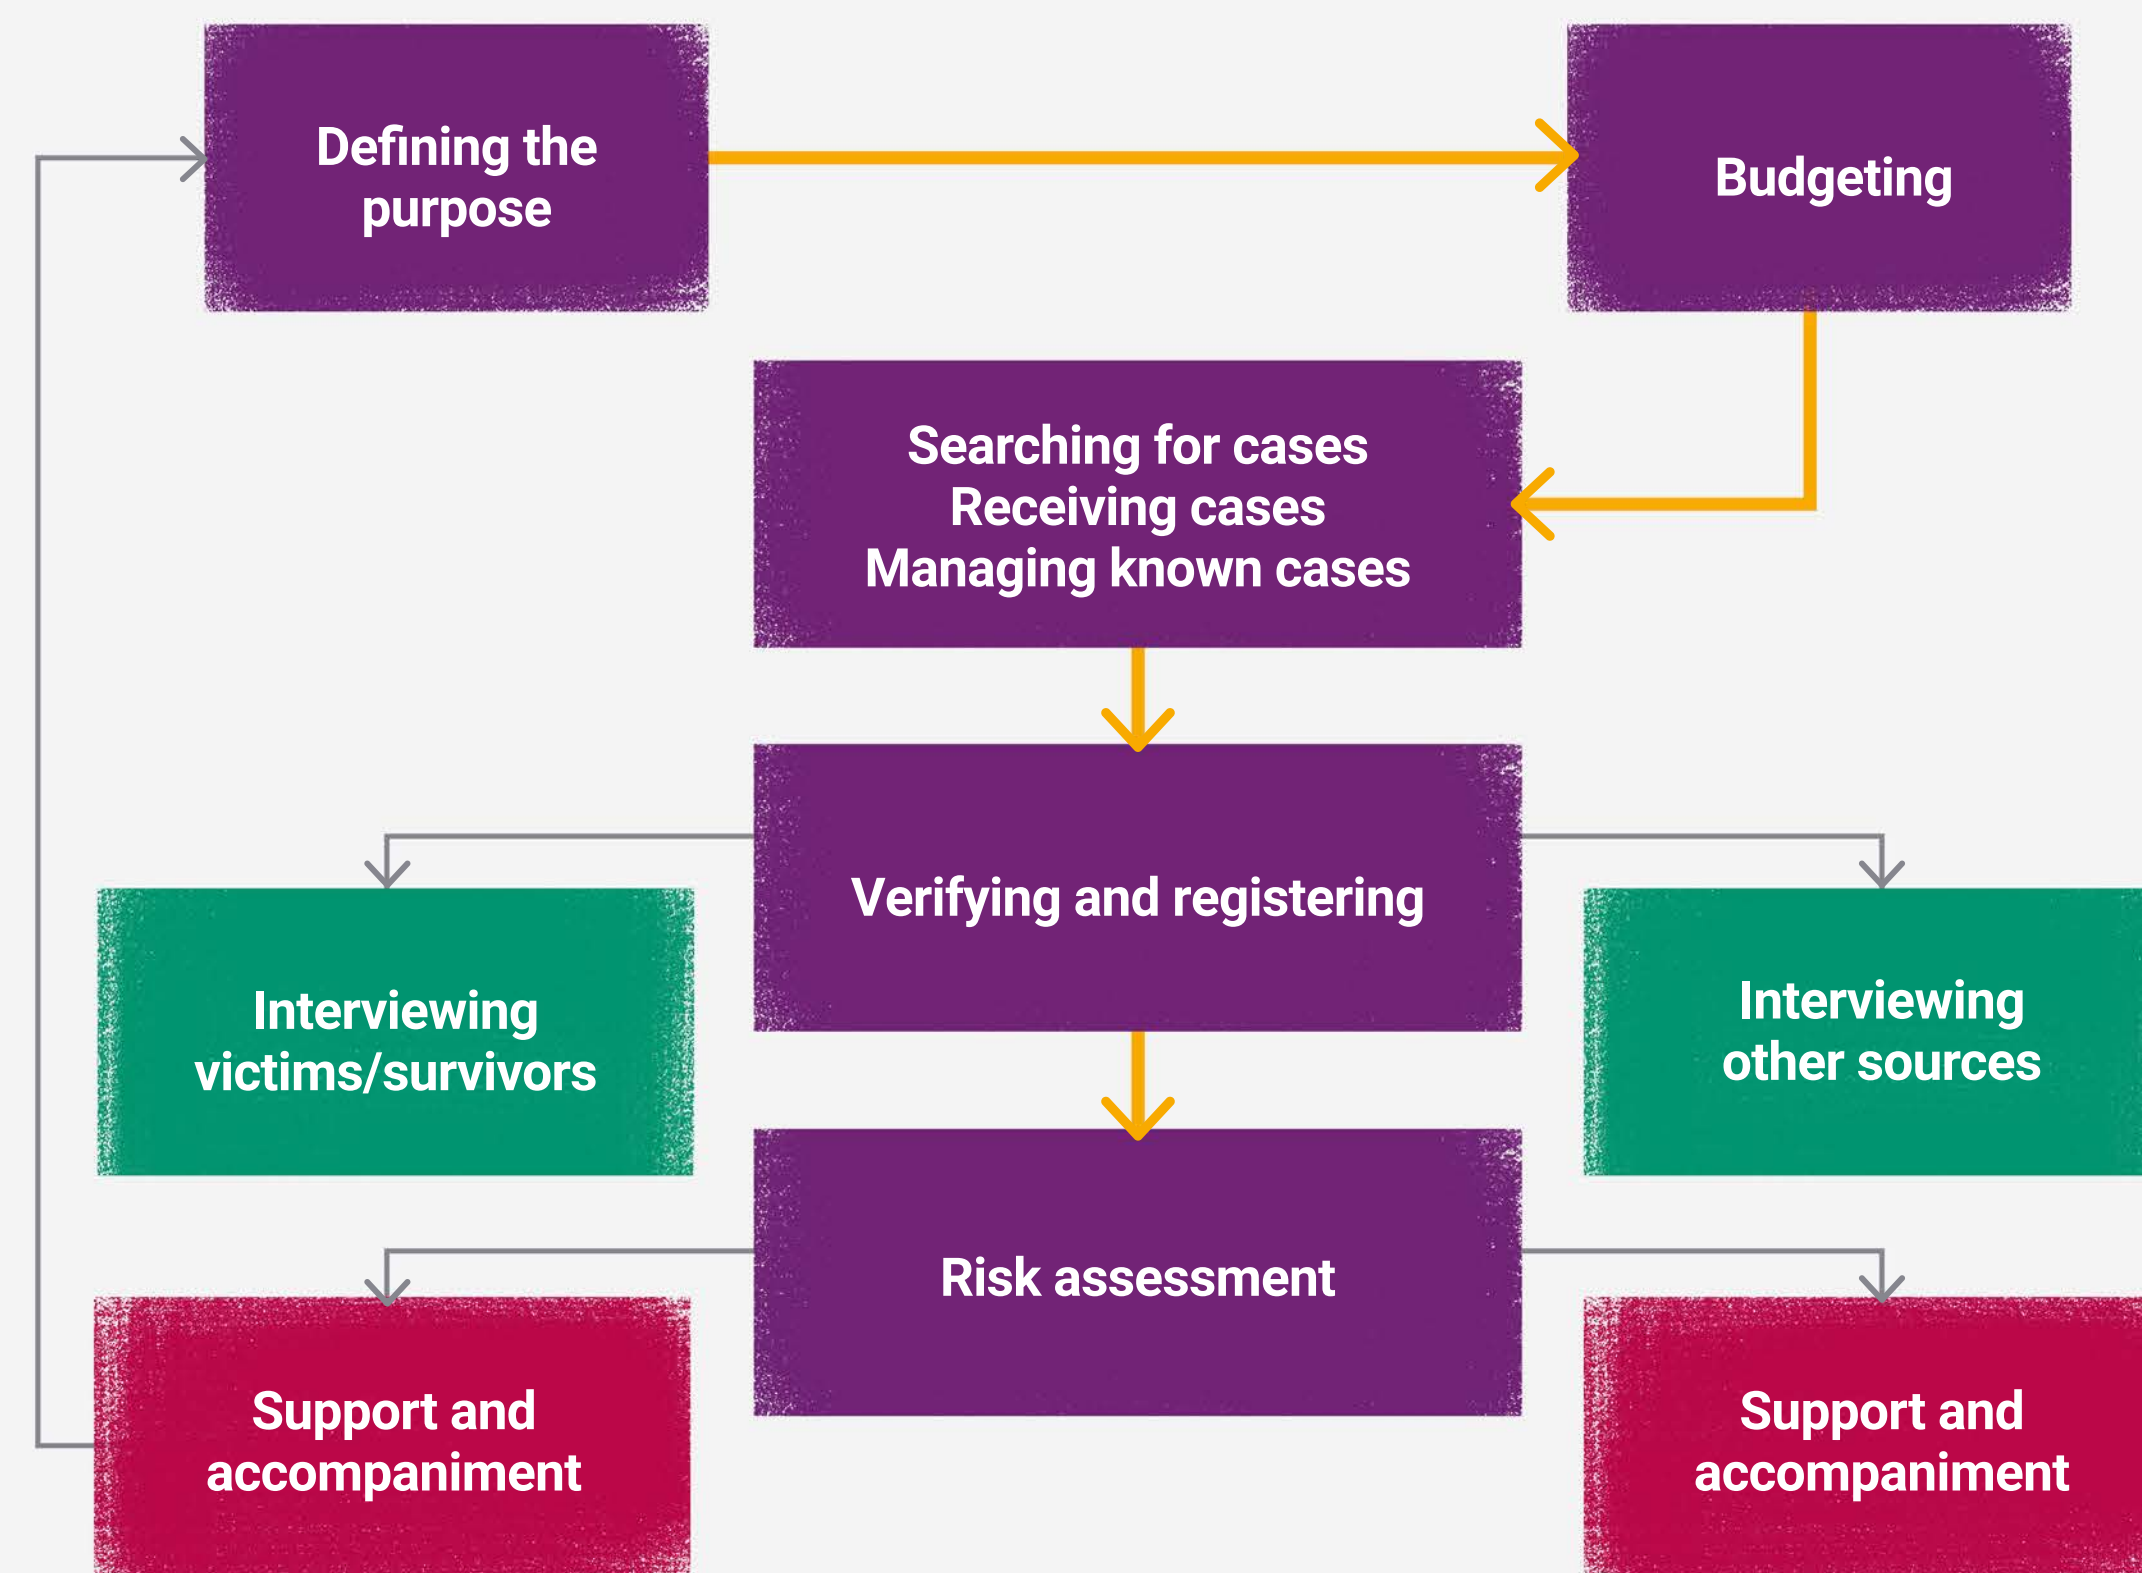 Defining the
purpose
Budgeting
Searching for cases
Receiving cases
Managing known cases
Verifying and registering
Interviewing
victims/survivors
Interviewing
other sources
Risk assessment
Support and
accompaniment
Support and
accompaniment